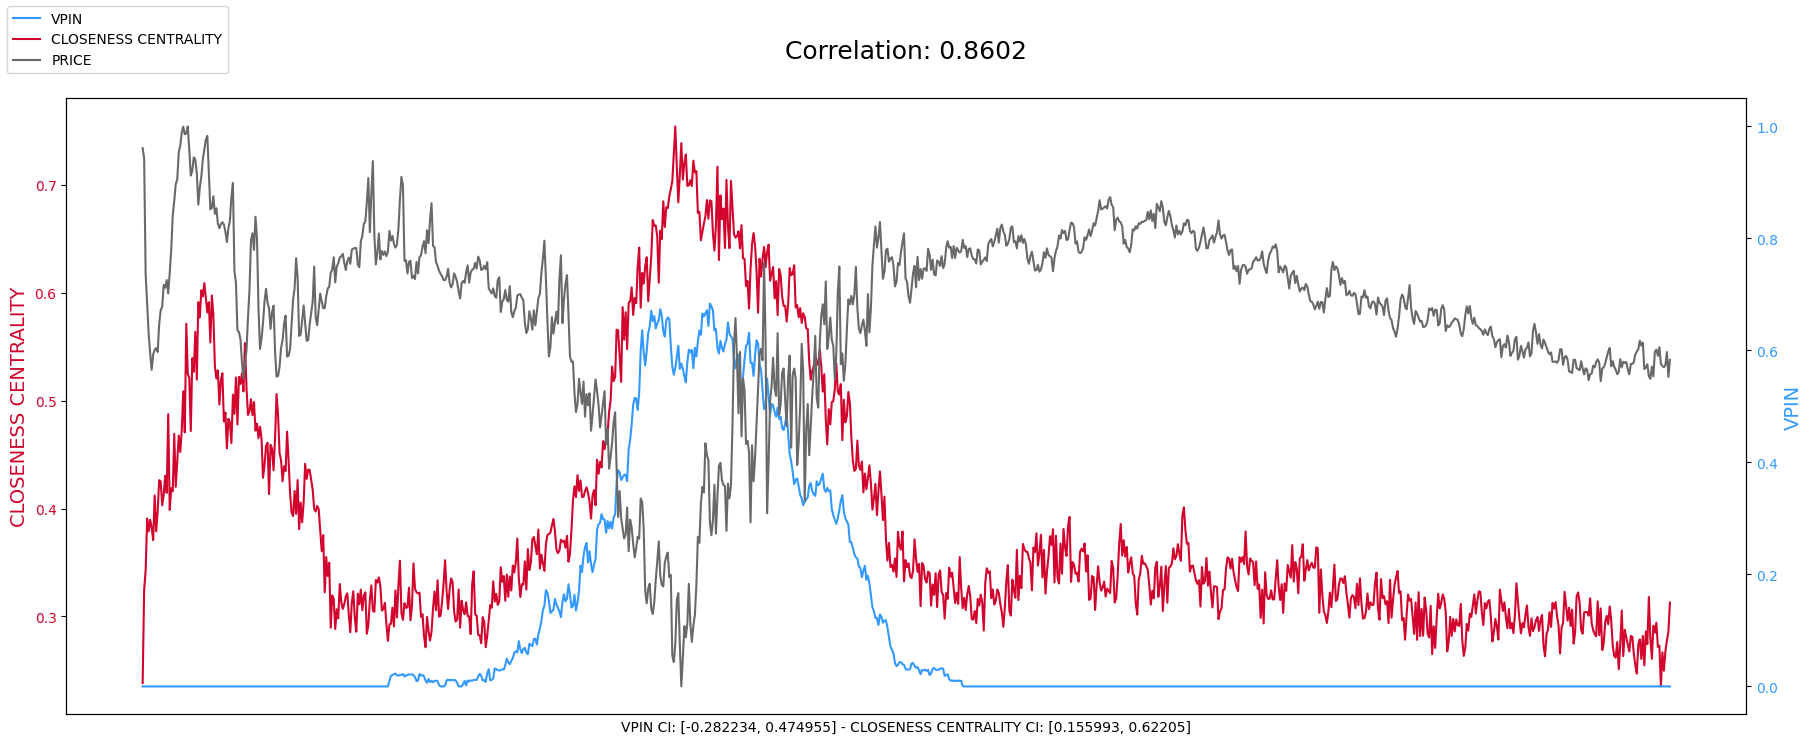 VPIN
CLOSENESS CENTRALITY
PRICE
Correlation: 0.8602
CLOSENESS CENTRALITY
0.7
0.6
0.5
0.4
0.3
1.0
0.8
0.6
0.4
0.2
0.0
VPIN
VPIN CI: [-0.282234, 0.474955] - CLOSENESS CENTRALITY CI: [0.155993, 0.62205]